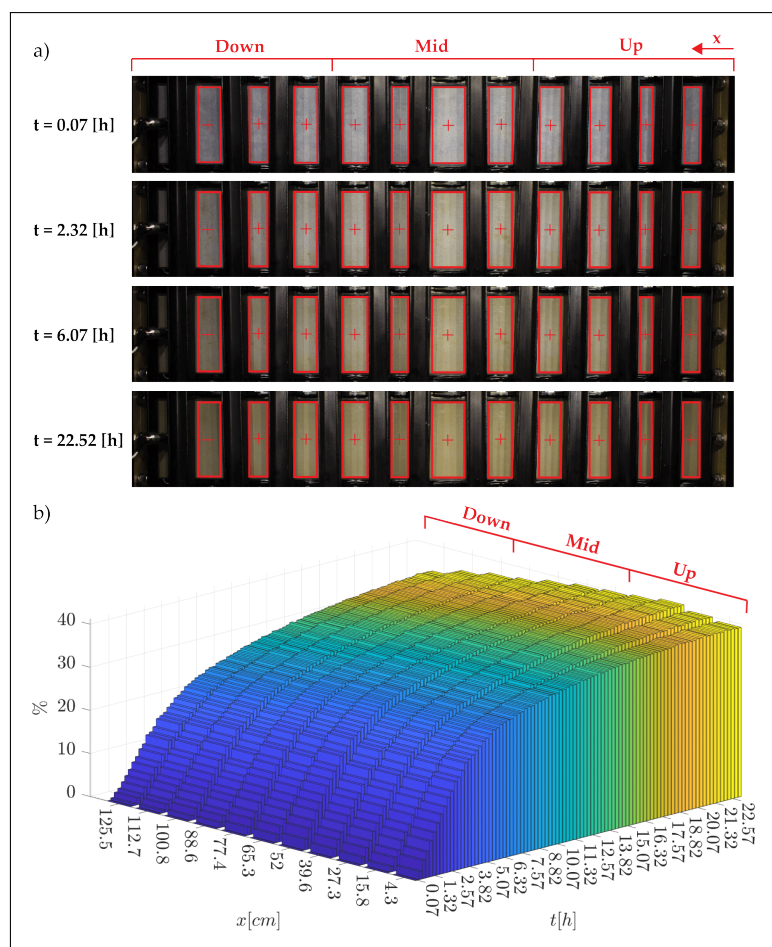 a)
Down Mid Up x
t = 0.07 [h]
t = 2.32 [h]
t = 6.07 [h]
t = 22.52 [h]
b)
Down Mid Up
40
30
20
10
0
%
125.5 112.7 100.8 88.6 77.4 65.3 52 39.6 27.3 15.8 4.3
x[cm]
0.07 1.32 2.57 3.82 5.07 6.32 7.57 8.82 10.07 11.32 12.57 13.82 15.07 16.32 17.57 18.82 20.07 21.32 22.57
t[h]